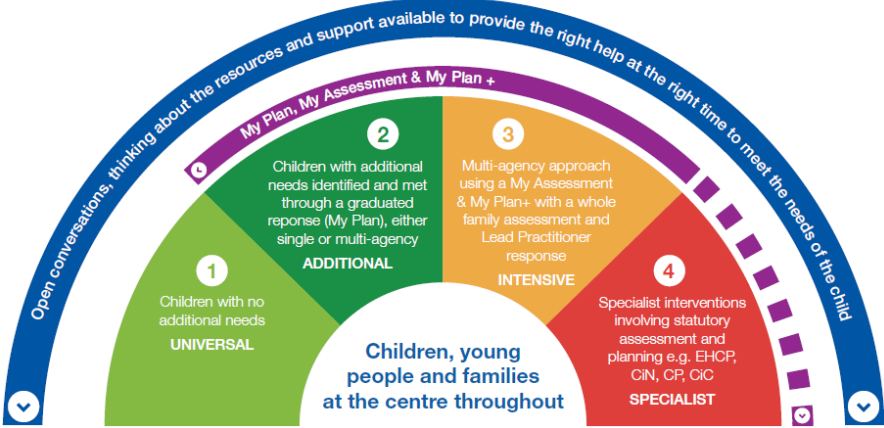 Open conversations, thinking about the resources and support available to provide the right help at the right time to meet the needs of the child
My Plan, My Assessment & My Plan +
1
Children with no
additional needs
UNIVERSAL
2
Children with additional
needs identified and met
through a graduated
reponse (My Plan), either
single or multi-agency
ADDITIONAL
3
Multi-agency approach
using a My Assessment
& My Plan+ with a whole
family assessment and
Lead Practitioner
response
INTENSIVE
4
Specialist interventions
involving statutory
assessment and
planning e.g. EHCP,
CiN, CP, CiC
SPECIALIST
Children, young
people and families
at the centre throughout